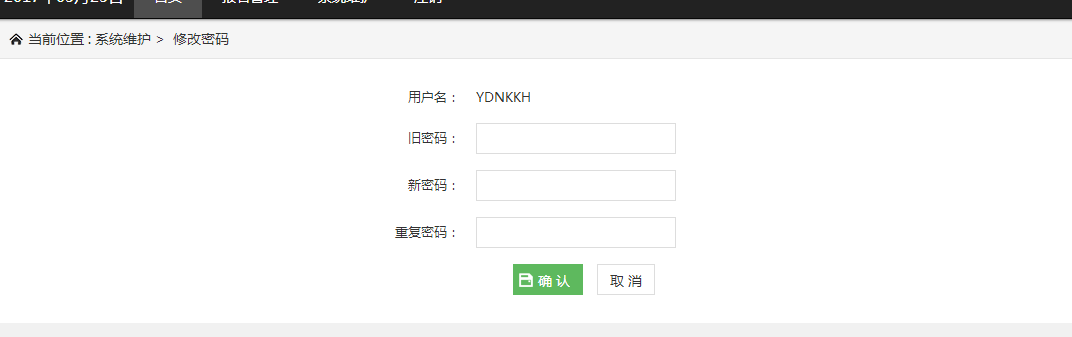 当前位置 : 系统维护 > 修改密码
用户名： YDNKKH
旧密码：
新密码：
重复密码：
确 认 取 消